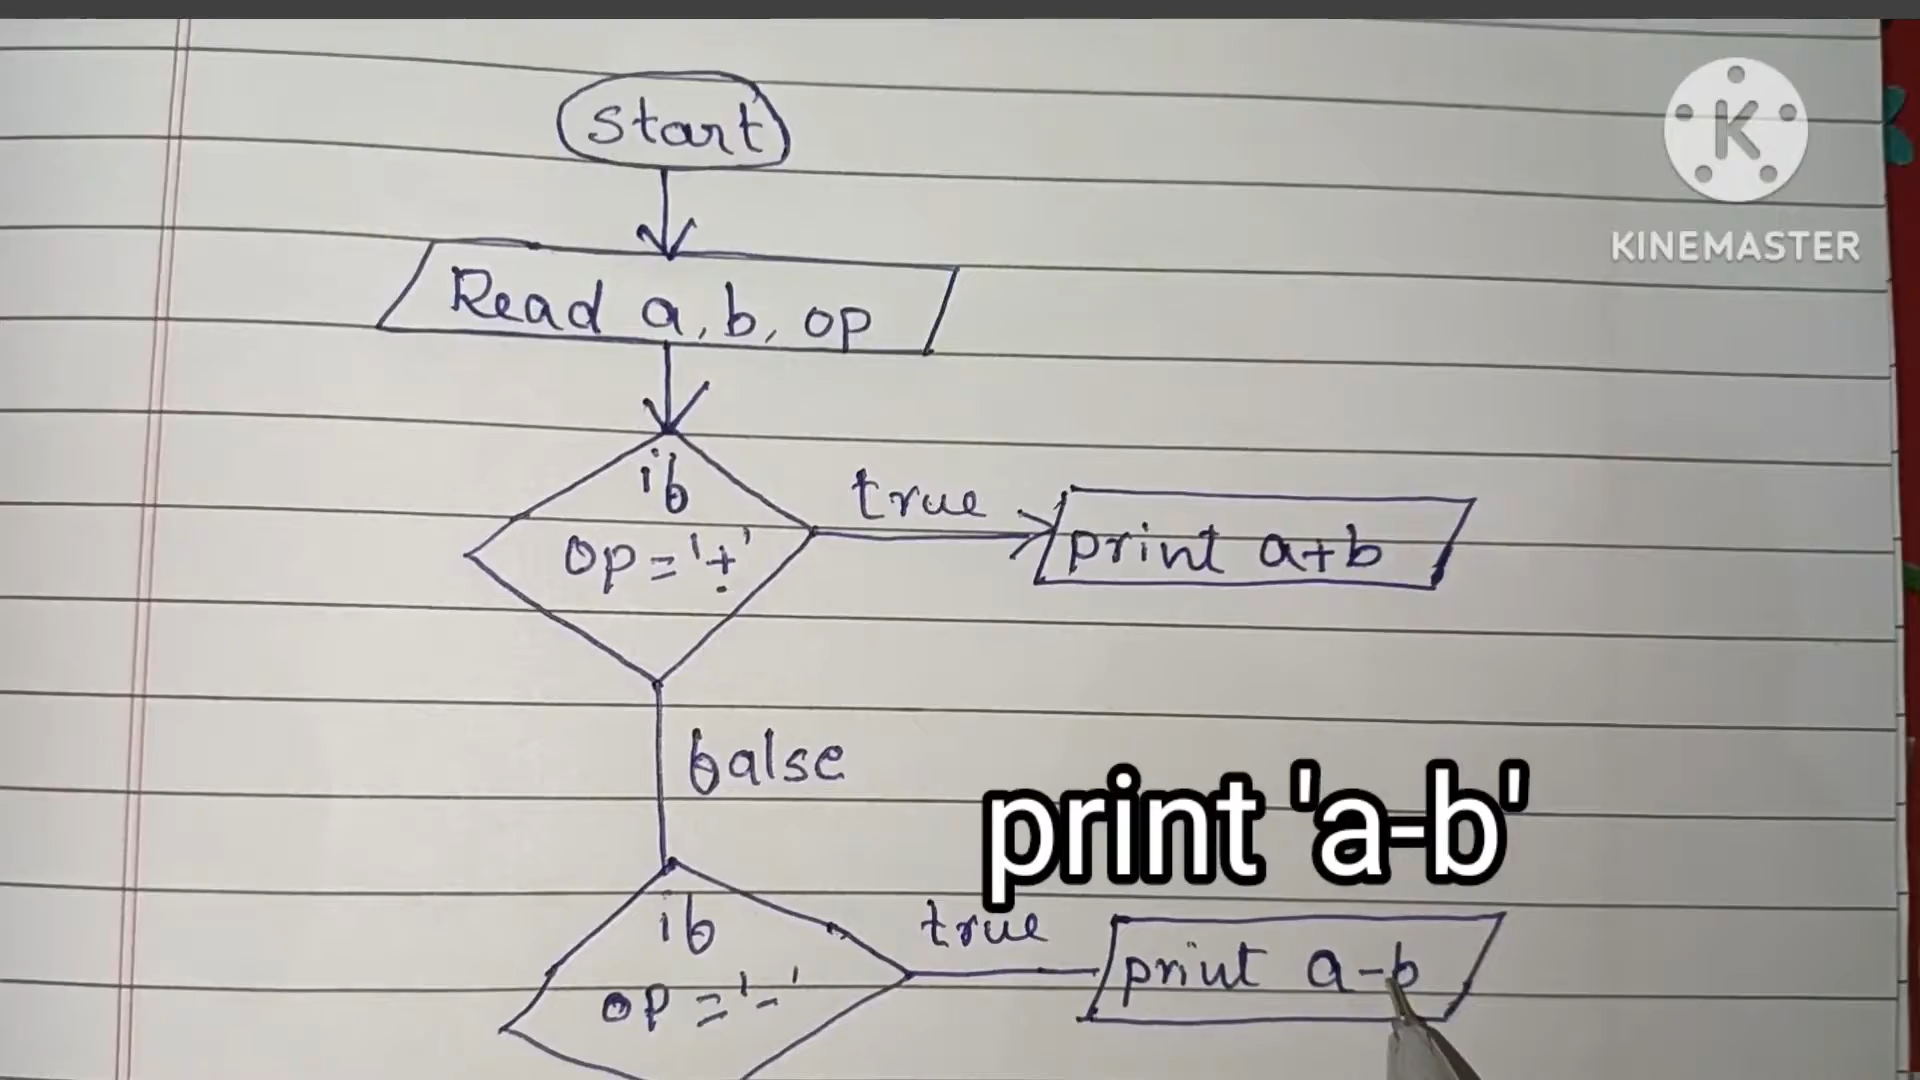 start
Read a, b, op
if
op = '+'
true
print a+b
false
print 'a-b'
if
op = '-'
true
print a-b
KINEMASTER